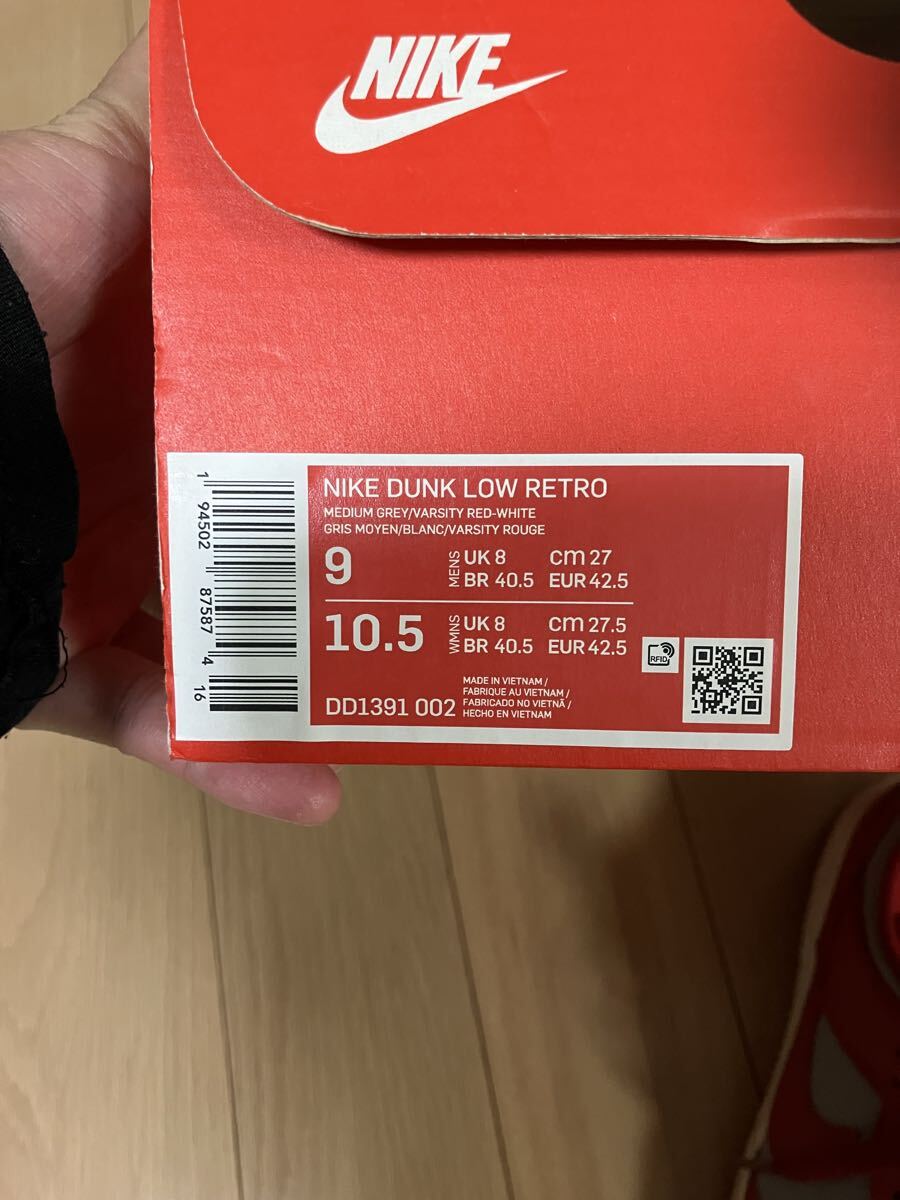 NIKE
1 94502 87587 4 16
NIKE DUNK LOW RETRO
MEDIUM GREY/VARSITY RED-WHITE
GRIS MOYEN/BLANC/VARSITY ROUGE
9 MENS UK 8 cm 27
BR 40.5 EUR 42.5
10.5 WMNS UK 8 cm 27.5
BR 40.5 EUR 42.5
RFID
DD1391 002
MADE IN VIETNAM /
FABRIQUE AU VIETNAM /
FABRICADO NO VIETNÃ /
HECHO EN VIETNAM